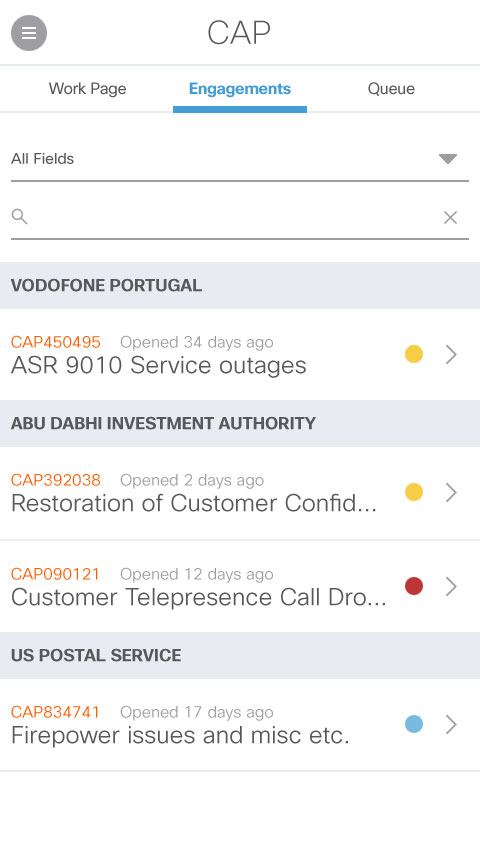 CAP
Work Page Engagements Queue
All Fields
VODOFONE PORTUGAL
CAP450495 Opened 34 days ago
ASR 9010 Service outages
ABU DABHI INVESTMENT AUTHORITY
CAP392038 Opened 2 days ago
Restoration of Customer Confid...
CAP090121 Opened 12 days ago
Customer Telepresence Call Dro...
US POSTAL SERVICE
CAP834741 Opened 17 days ago
Firepower issues and misc etc.